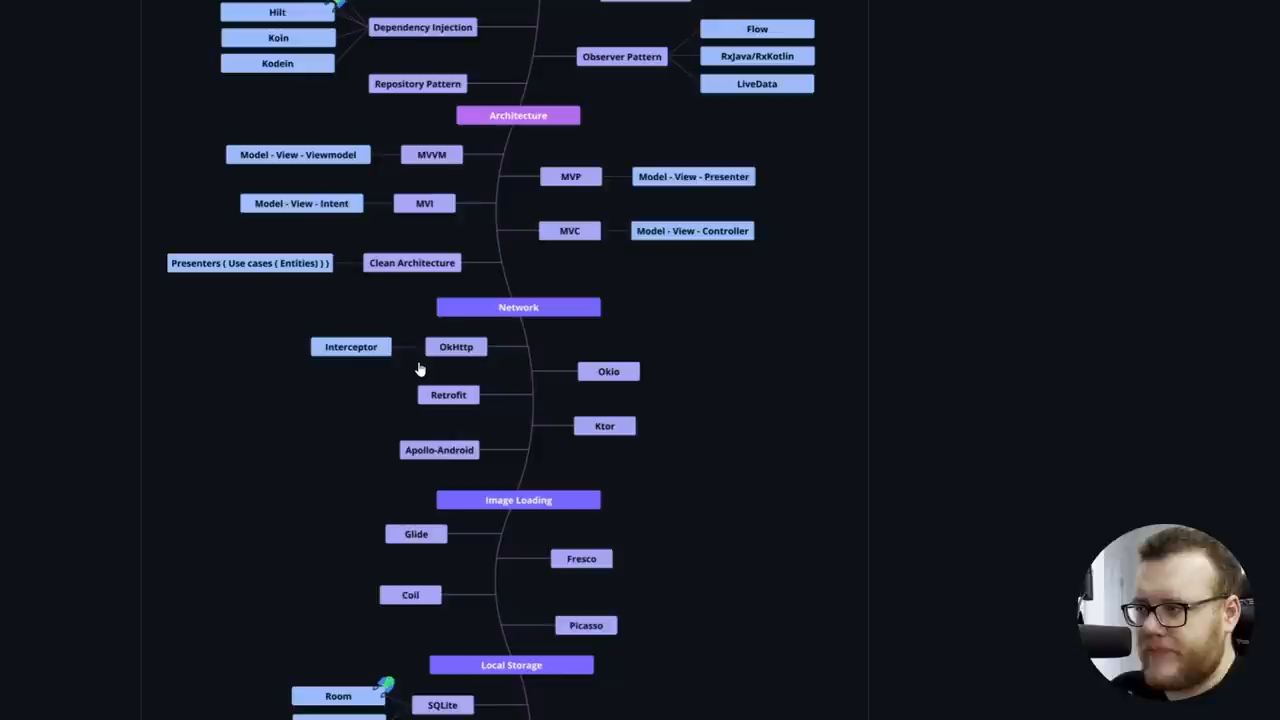 Hilt
Koin
Kodein
Dependency Injection
Repository Pattern
Observer Pattern
Flow
RxJava/RxKotlin
LiveData
Architecture
Model - View - Viewmodel
MVVM
MVP
Model - View - Presenter
Model - View - Intent
MVI
MVC
Model - View - Controller
Presenters ( Use cases ( Entities) ) )
Clean Architecture
Network
Interceptor
OkHttp
Okio
Retrofit
Ktor
Apollo-Android
Image Loading
Glide
Fresco
Coil
Picasso
Local Storage
Room
SQLite